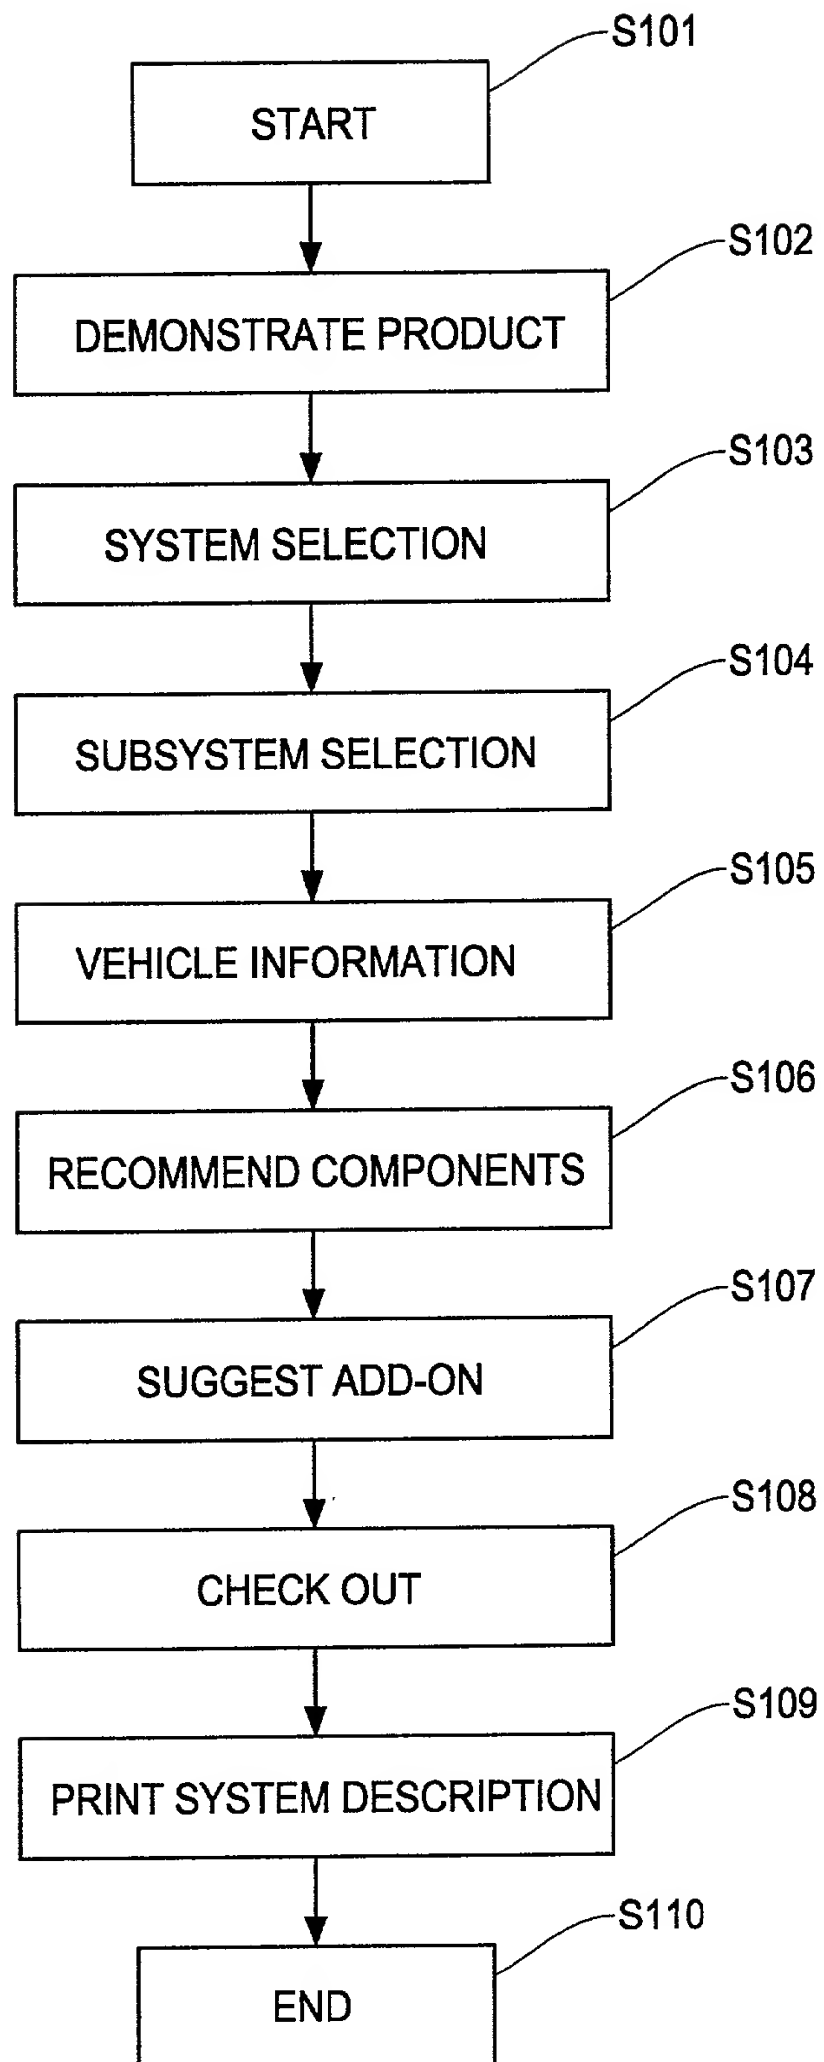 S101
START
S102
DEMONSTRATE PRODUCT
S103
SYSTEM SELECTION
S104
SUBSYSTEM SELECTION
S105
VEHICLE INFORMATION
S106
RECOMMEND COMPONENTS
S107
SUGGEST ADD-ON
S108
CHECK OUT
S109
PRINT SYSTEM DESCRIPTION
S110
END